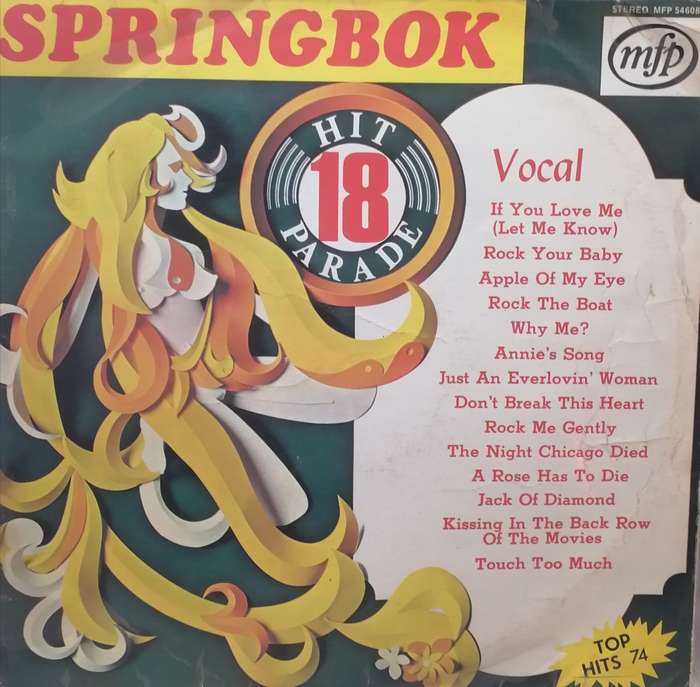 STEREO MFP 54608
SPRINGBOK
mfp
HIT
18
PARADE
Vocal
If You Love Me
(Let Me Know)
Rock Your Baby
Apple Of My Eye
Rock The Boat
Why Me?
Annie's Song
Just An Everlovin' Woman
Don't Break This Heart
Rock Me Gently
The Night Chicago Died
A Rose Has To Die
Jack Of Diamond
Kissing In The Back Row
Of The Movies
Touch Too Much
TOP
HITS 74